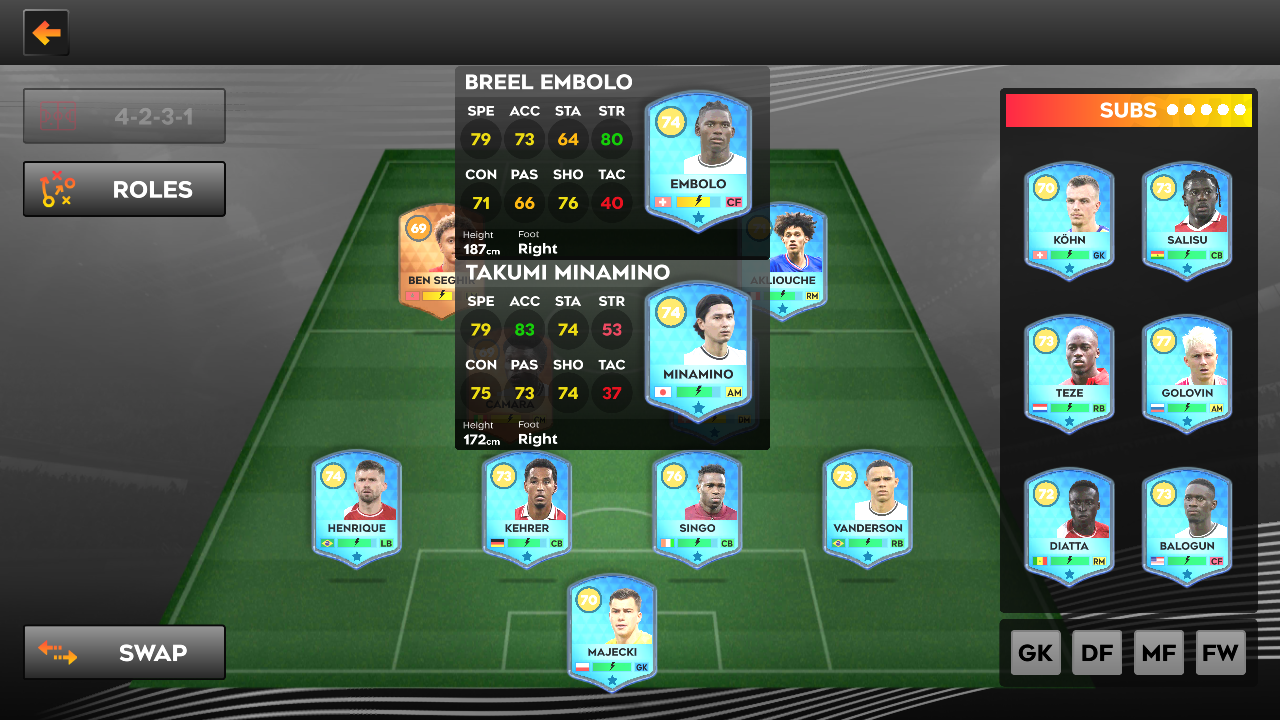 4-2-3-1
ROLES
BREEL EMBOLO
SPE ACC STA STR
79 73 64 80
CON PAS SHO TAC
71 66 76 40
Height Foot
187cm Right
74
EMBOLO
CF
TAKUMI MINAMINO
SPE ACC STA STR
79 83 74 53
CON PAS SHO TAC
75 73 74 37
Height Foot
172cm Right
74
MINAMINO
AM
69
BEN SEGHIR
AKLIOUCHE
RM
CAMARA
CM
DM
74
HENRIQUE
LB
73
KEHRER
CB
76
SINGO
CB
73
VANDERSON
RB
70
MAJECKI
GK
SWAP
SUBS
70
KÖHN
GK
73
SALISU
CB
73
TEZE
RB
77
GOLOVIN
AM
72
DIATTA
RM
73
BALOGUN
CF
GK DF MF FW